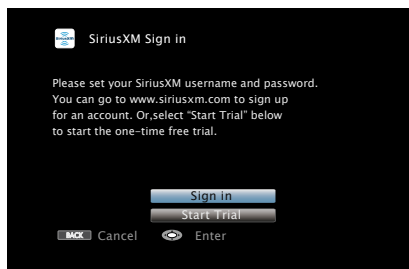 SiriusXM
SiriusXM Sign in
Please set your SiriusXM username and password.
You can go to www.siriusxm.com to sign up
for an account. Or,select “Start Trial” below
to start the one-time free trial.
Sign in
Start Trial
BACK Cancel Enter